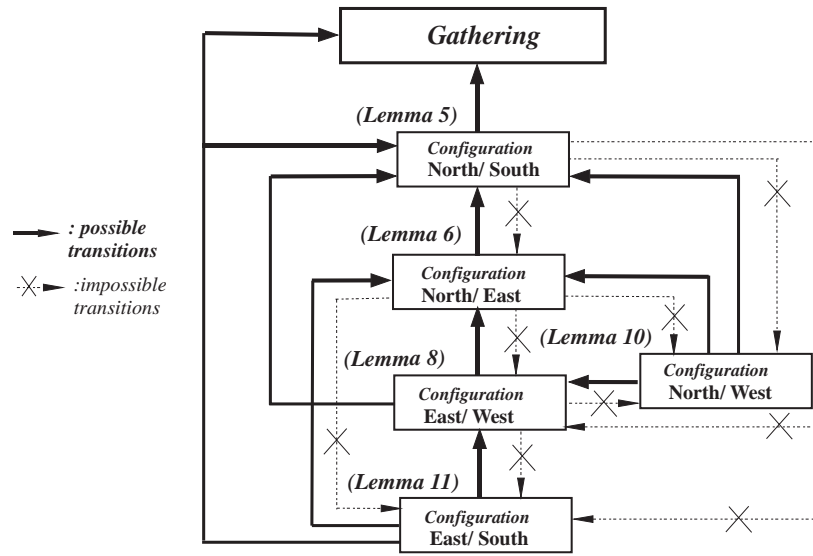 Gathering
(Lemma 5)
Configuration
North/ South
: possible
transitions
(Lemma 6)
Configuration
North/ East
:impossible
transitions
(Lemma 10)
(Lemma 8)
Configuration
North/ West
Configuration
East/ West
(Lemma 11)
Configuration
East/ South